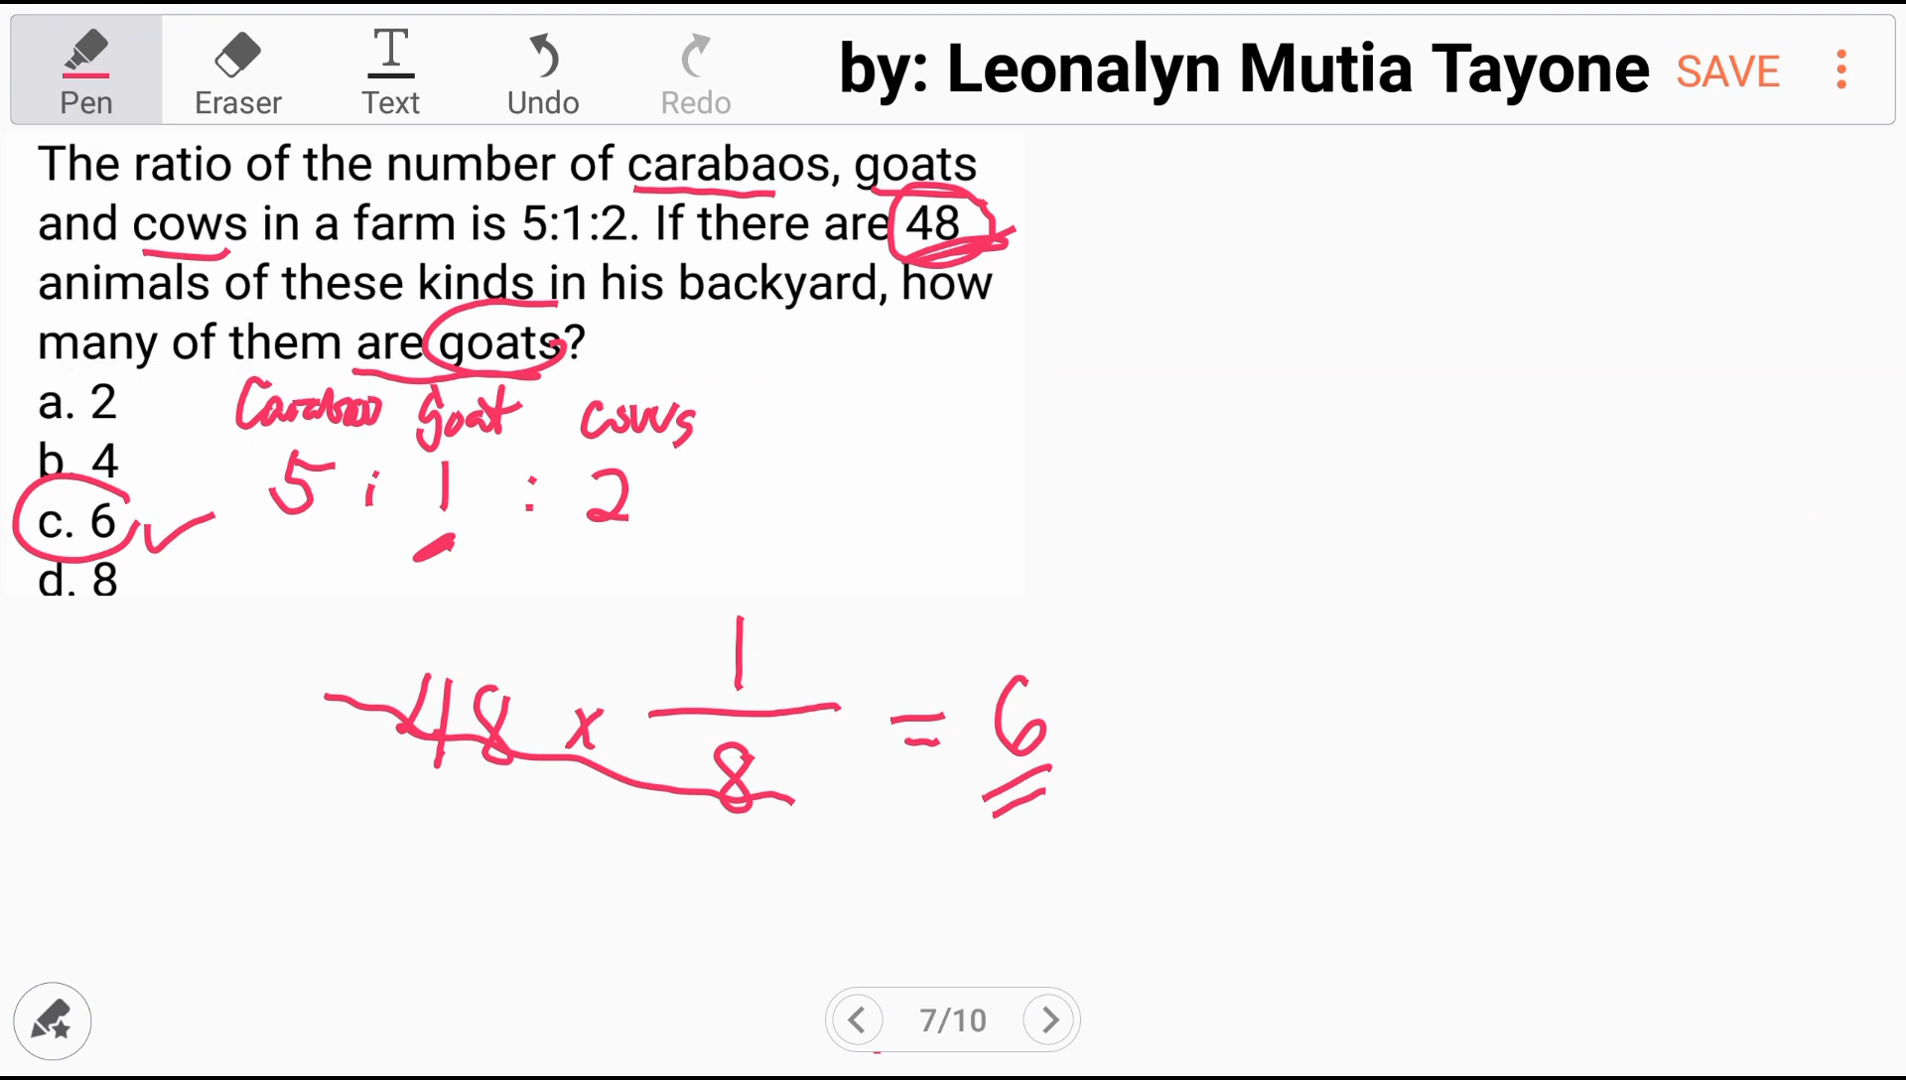 by: Leonalyn Mutia Tayone SAVE
Pen Eraser Text Undo Redo
The ratio of the number of carabaos, goats
and cows in a farm is 5:1:2. If there are 48
animals of these kinds in his backyard, how
many of them are goats?
a. 2
Carabao goat cows
b. 4
5 : 1 : 2
c. 6
d. 8
48 x 1/8 = 6
7/10